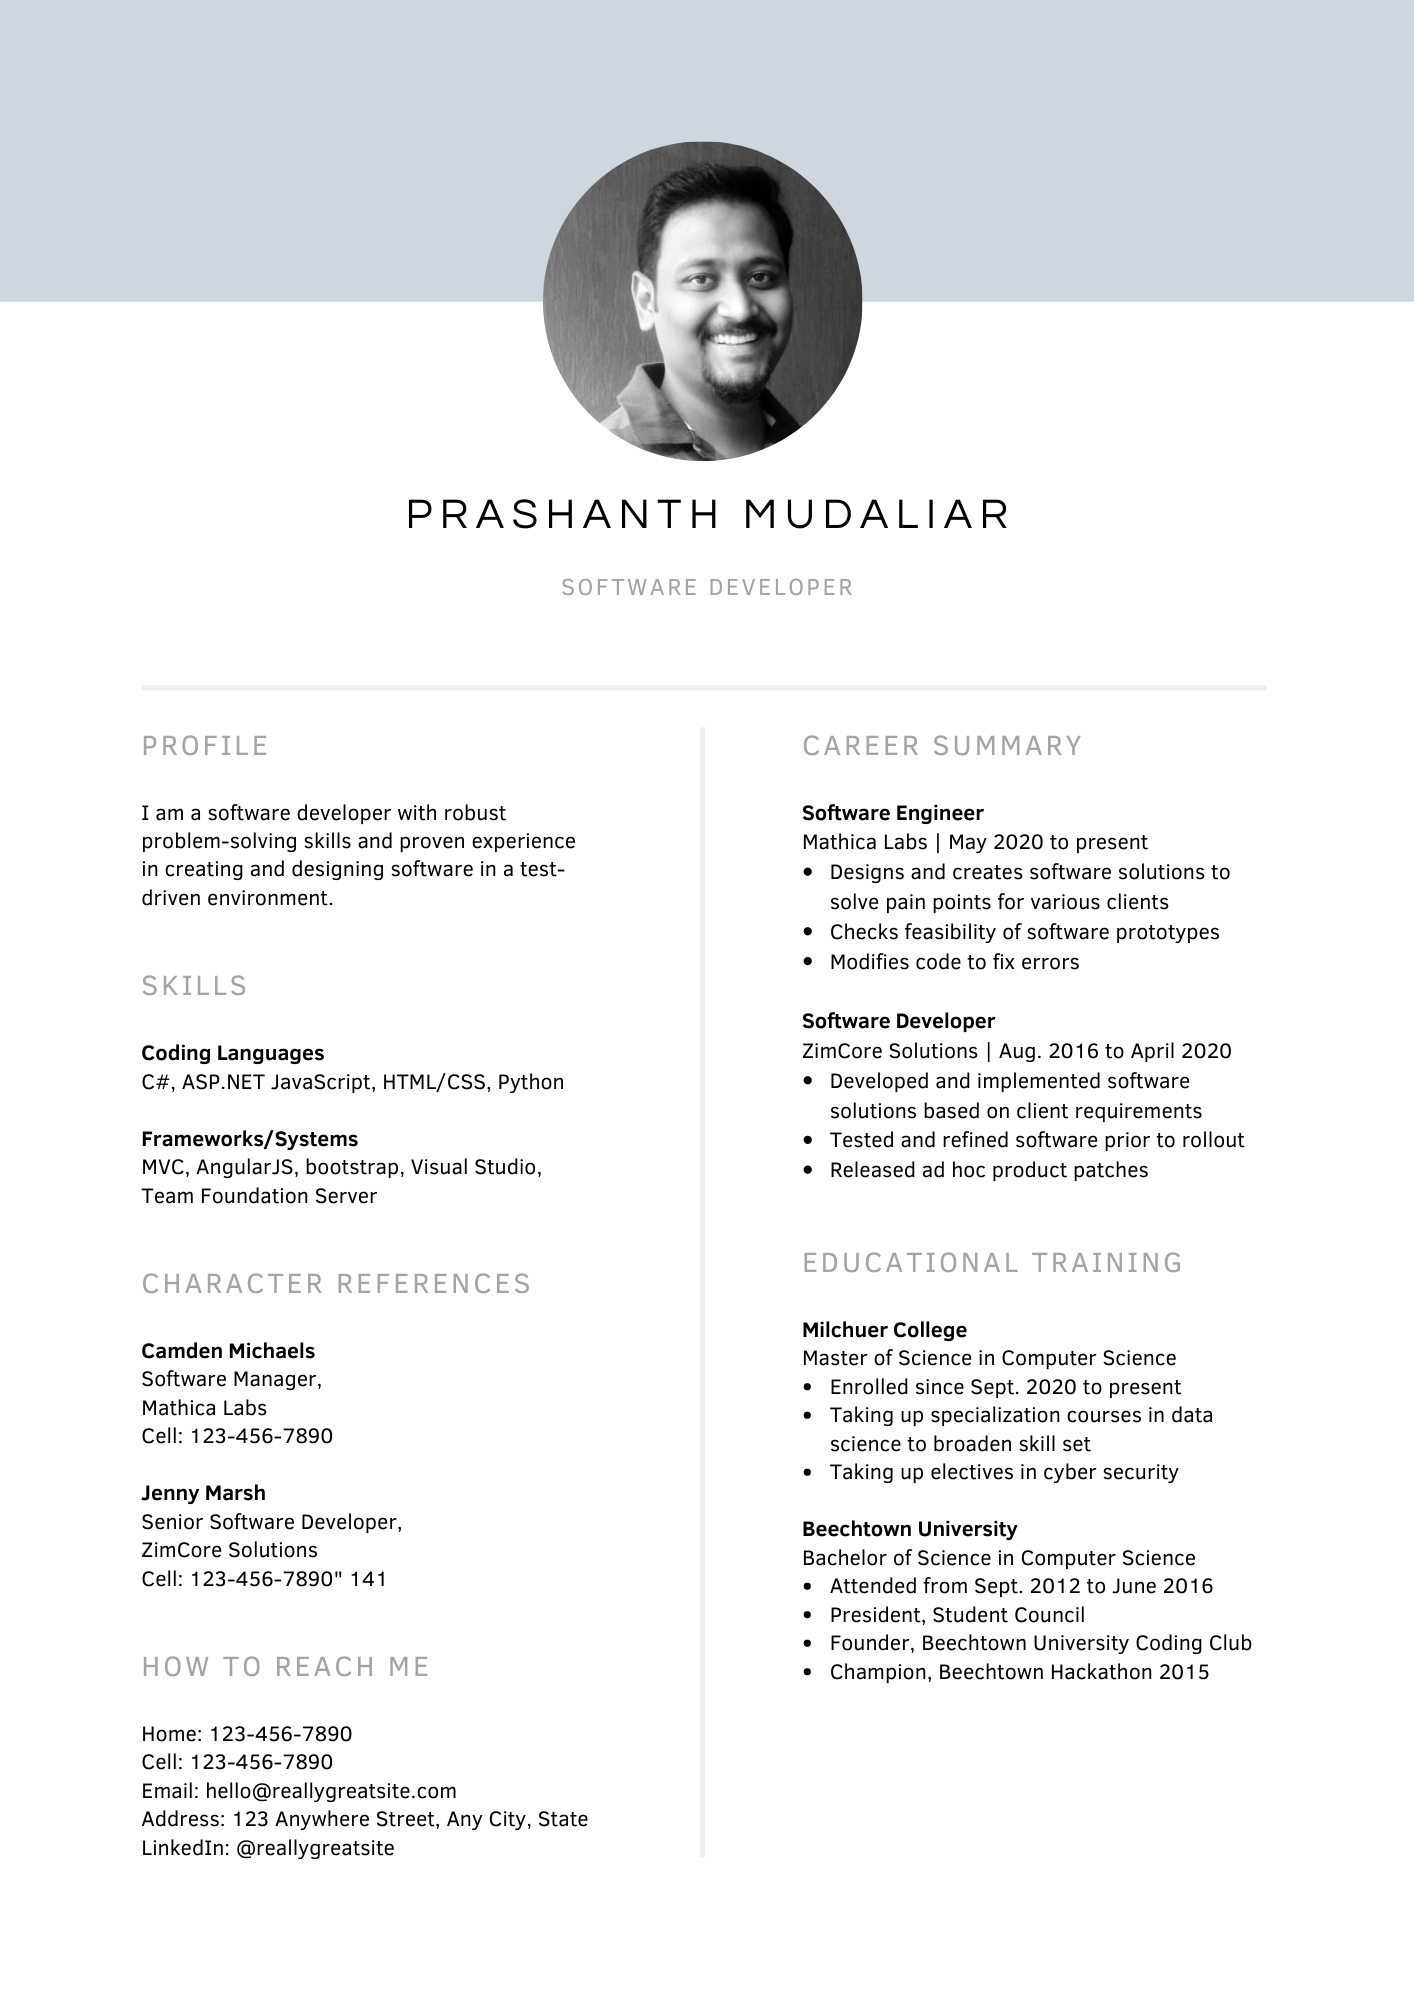 PRASHANTH MUDALIAR
SOFTWARE DEVELOPER
PROFILE
I am a software developer with robust
problem-solving skills and proven experience
in creating and designing software in a test-
driven environment.
SKILLS
Coding Languages
C#, ASP.NET JavaScript, HTML/CSS, Python
Frameworks/Systems
MVC, AngularJS, bootstrap, Visual Studio,
Team Foundation Server
CHARACTER REFERENCES
Camden Michaels
Software Manager,
Mathica Labs
Cell: 123-456-7890
Jenny Marsh
Senior Software Developer,
ZimCore Solutions
Cell: 123-456-7890" 141
HOW TO REACH ME
Home: 123-456-7890
Cell: 123-456-7890
Email: hello@reallygreatsite.com
Address: 123 Anywhere Street, Any City, State
LinkedIn: @reallygreatsite
CAREER SUMMARY
Software Engineer
Mathica Labs | May 2020 to present
• Designs and creates software solutions to
solve pain points for various clients
• Checks feasibility of software prototypes
• Modifies code to fix errors
Software Developer
ZimCore Solutions | Aug. 2016 to April 2020
• Developed and implemented software
solutions based on client requirements
• Tested and refined software prior to rollout
• Released ad hoc product patches
EDUCATIONAL TRAINING
Milchuer College
Master of Science in Computer Science
• Enrolled since Sept. 2020 to present
• Taking up specialization courses in data
science to broaden skill set
• Taking up electives in cyber security
Beechtown University
Bachelor of Science in Computer Science
• Attended from Sept. 2012 to June 2016
• President, Student Council
• Founder, Beechtown University Coding Club
• Champion, Beechtown Hackathon 2015